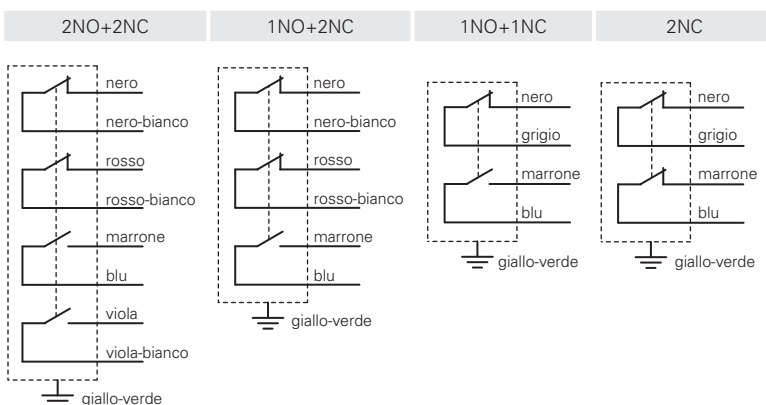 2NO+2NC
nero
nero-bianco
rosso
rosso-bianco
marrone
blu
viola
viola-bianco
giallo-verde
1NO+2NC
nero
nero-bianco
rosso
rosso-bianco
marrone
blu
giallo-verde
1NO+1NC
nero
grigio
marrone
blu
giallo-verde
2NC
nero
grigio
marrone
blu
giallo-verde